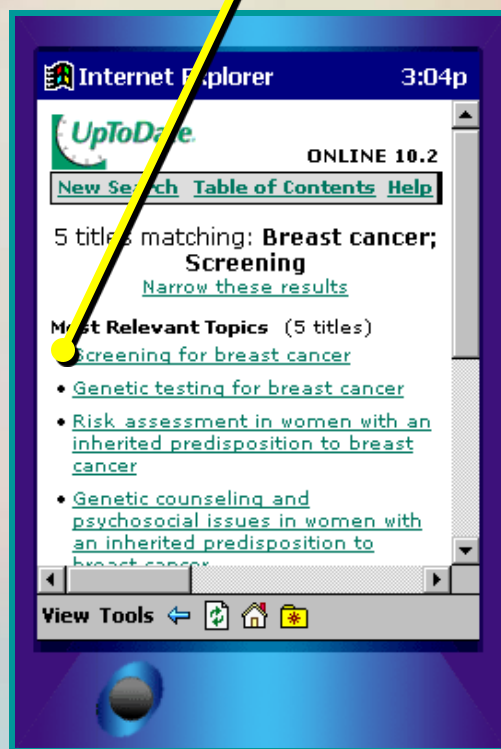 Internet Explorer 3:04p
UpToDate
ONLINE 10.2
New Search Table of Contents Help
5 titles matching: Breast cancer;
Screening
Narrow these results
Most Relevant Topics (5 titles)
Screening for breast cancer
• Genetic testing for breast cancer
• Risk assessment in women with an
inherited predisposition to breast
cancer
• Genetic counseling and
psychosocial issues in women with
an inherited predisposition to
breast cancer
View Tools